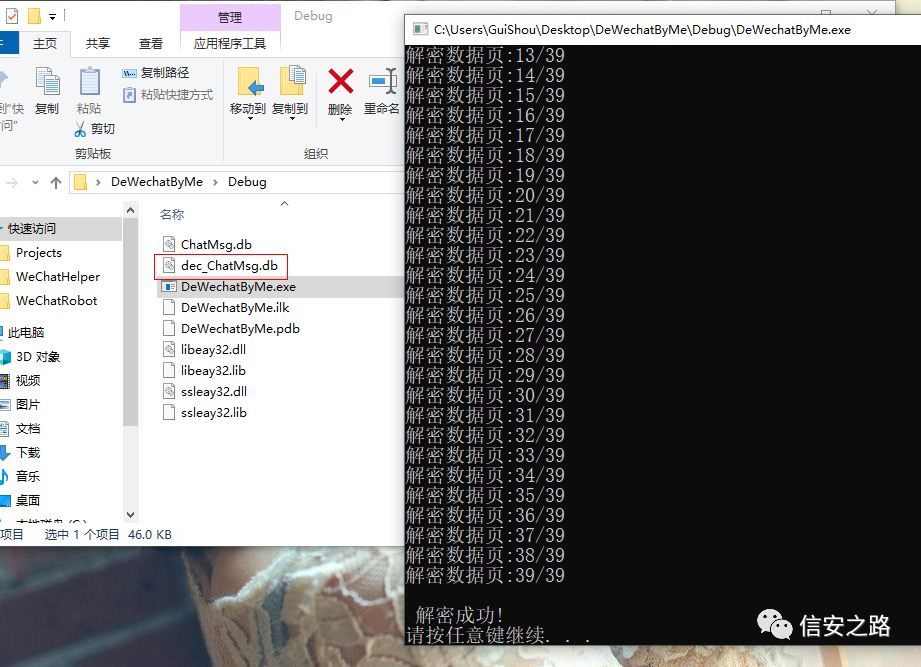 管理
Debug
主页
共享
查看
应用程序工具
复制
粘贴
复制路径
粘贴快捷方式
剪切
移动到
复制到
删除
重命名
剪贴板
组织
DeWechatByMe
Debug
快速访问
Projects
WeChatHelper
WeChatRobot
此电脑
3D 对象
视频
图片
文档
下载
音乐
桌面
名称
ChatMsg.db
dec_ChatMsg.db
DeWechatByMe.exe
DeWechatByMe.ilk
DeWechatByMe.pdb
libeay32.dll
libeay32.lib
ssleay32.dll
ssleay32.lib
项目 选中 1 个项目 46.0 KB
C:\Users\GuiShou\Desktop\DeWechatByMe\Debug\DeWechatByMe.exe
解密数据页:13/39
解密数据页:14/39
解密数据页:15/39
解密数据页:16/39
解密数据页:17/39
解密数据页:18/39
解密数据页:19/39
解密数据页:20/39
解密数据页:21/39
解密数据页:22/39
解密数据页:23/39
解密数据页:24/39
解密数据页:25/39
解密数据页:26/39
解密数据页:27/39
解密数据页:28/39
解密数据页:29/39
解密数据页:30/39
解密数据页:31/39
解密数据页:32/39
解密数据页:33/39
解密数据页:34/39
解密数据页:35/39
解密数据页:36/39
解密数据页:37/39
解密数据页:38/39
解密数据页:39/39
解密成功!
请按任意键继续. . .
信安之路